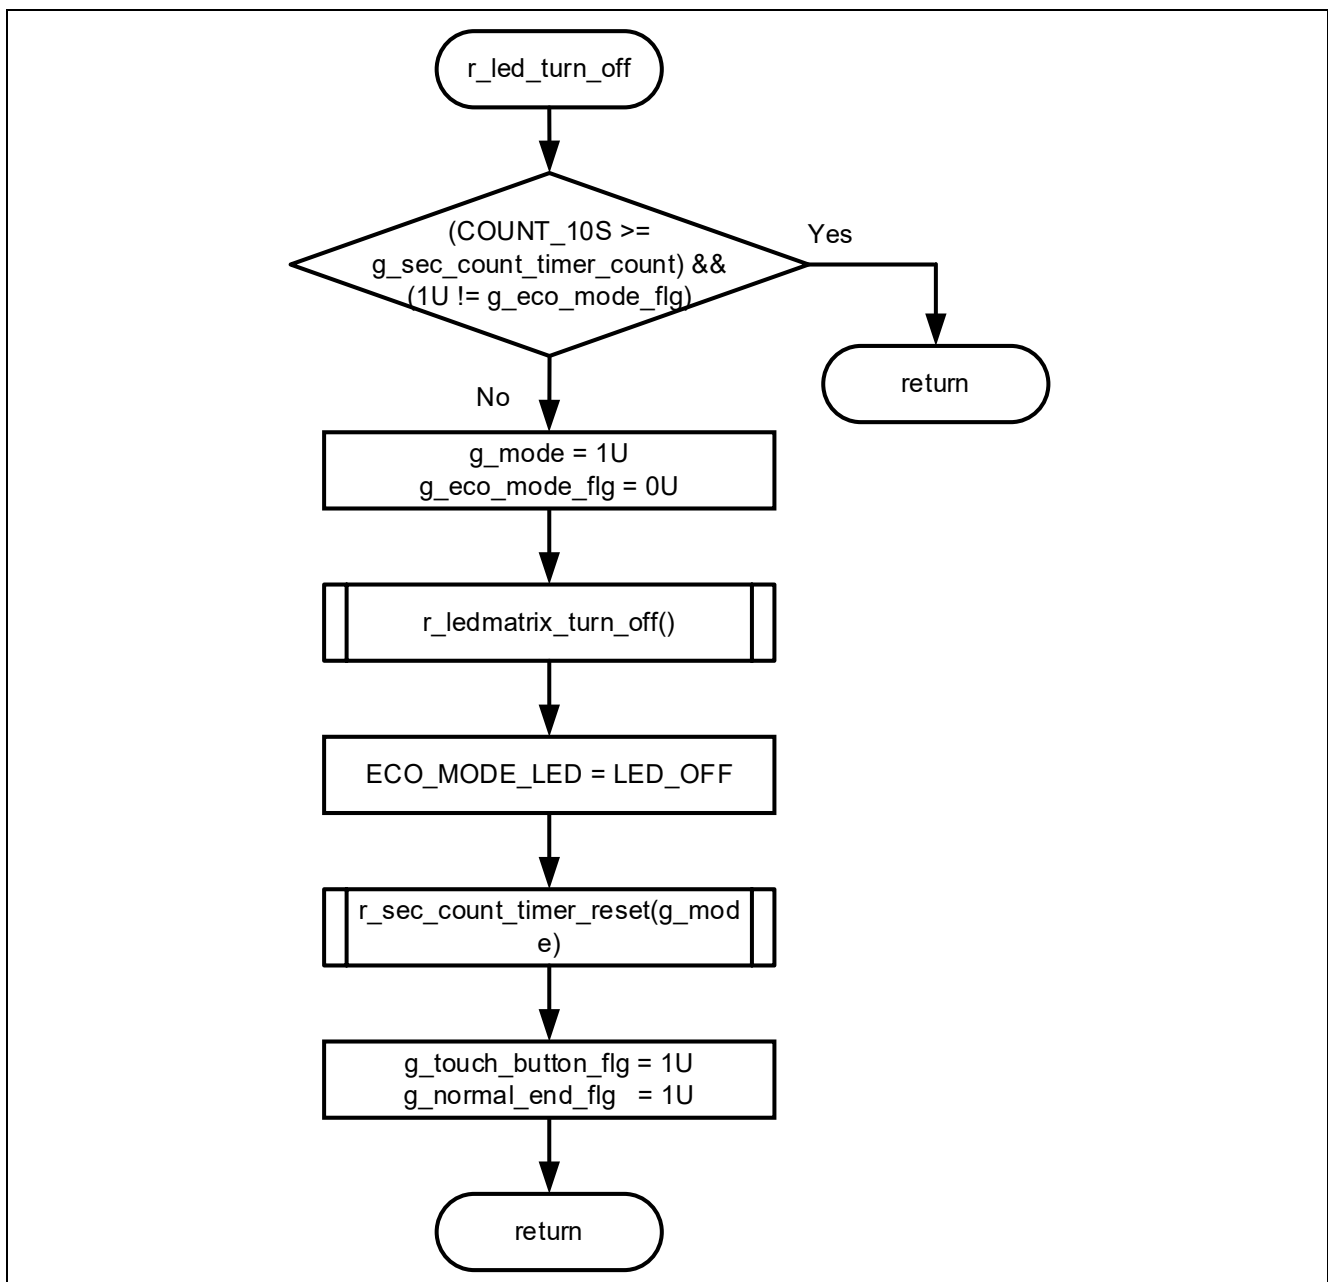 r_led_turn_off
(COUNT_10S >=
g_sec_count_timer_count) &&
(1U != g_eco_mode_flg)
Yes
return
No
g_mode = 1U
g_eco_mode_flg = 0U
r_ledmatrix_turn_off()
ECO_MODE_LED = LED_OFF
r_sec_count_timer_reset(g_mod
e)
g_touch_button_flg = 1U
g_normal_end_flg   = 1U
return